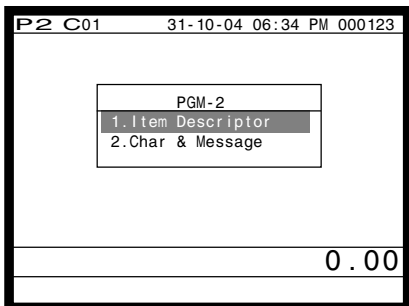 P2 C01 31-10-04 06:34 PM 000123
PGM-2
1.Item Descriptor
2.Char & Message
0.00